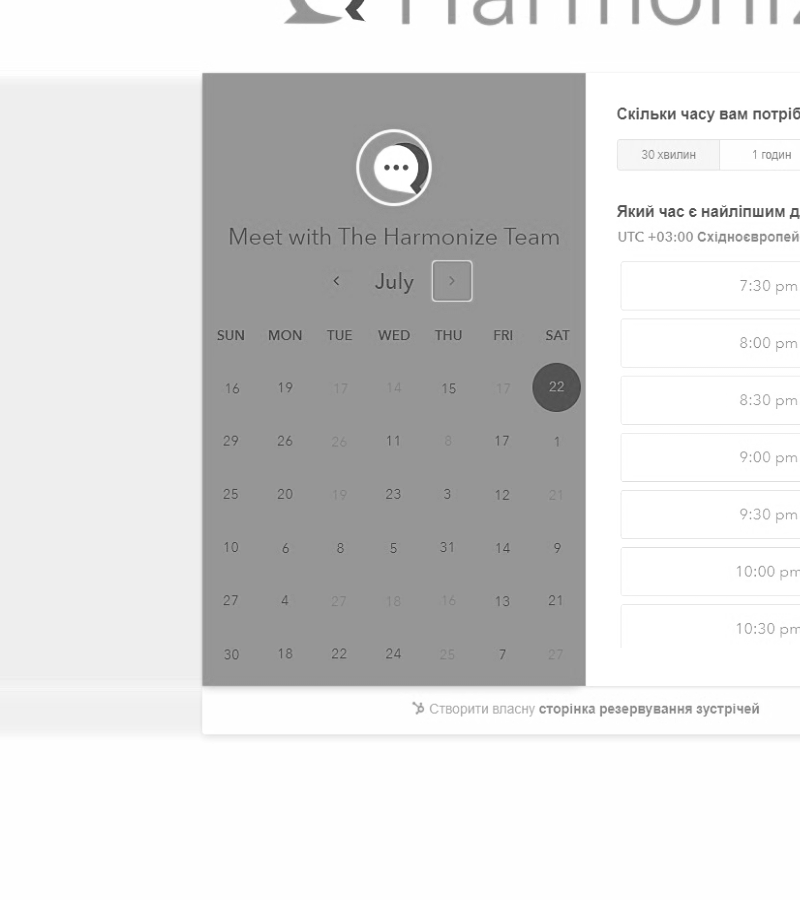 Harmoniz
Meet with The Harmonize Team
July
SUN MON TUE WED THU FRI SAT
16 19 17 14 15 17 22
29 26 26 11 8 17 1
25 20 19 23 3 12 21
10 6 8 5 31 14 9
27 4 27 18 16 13 21
30 18 22 24 25 7 27
Скільки часу вам потріб
30 хвилин 1 годин
Який час є найліпшим д
UTC +03:00 Східноєвропей
7:30 pm
8:00 pm
8:30 pm
9:00 pm
9:30 pm
10:00 pm
10:30 pm
Створити власну сторінка резервування зустрічей